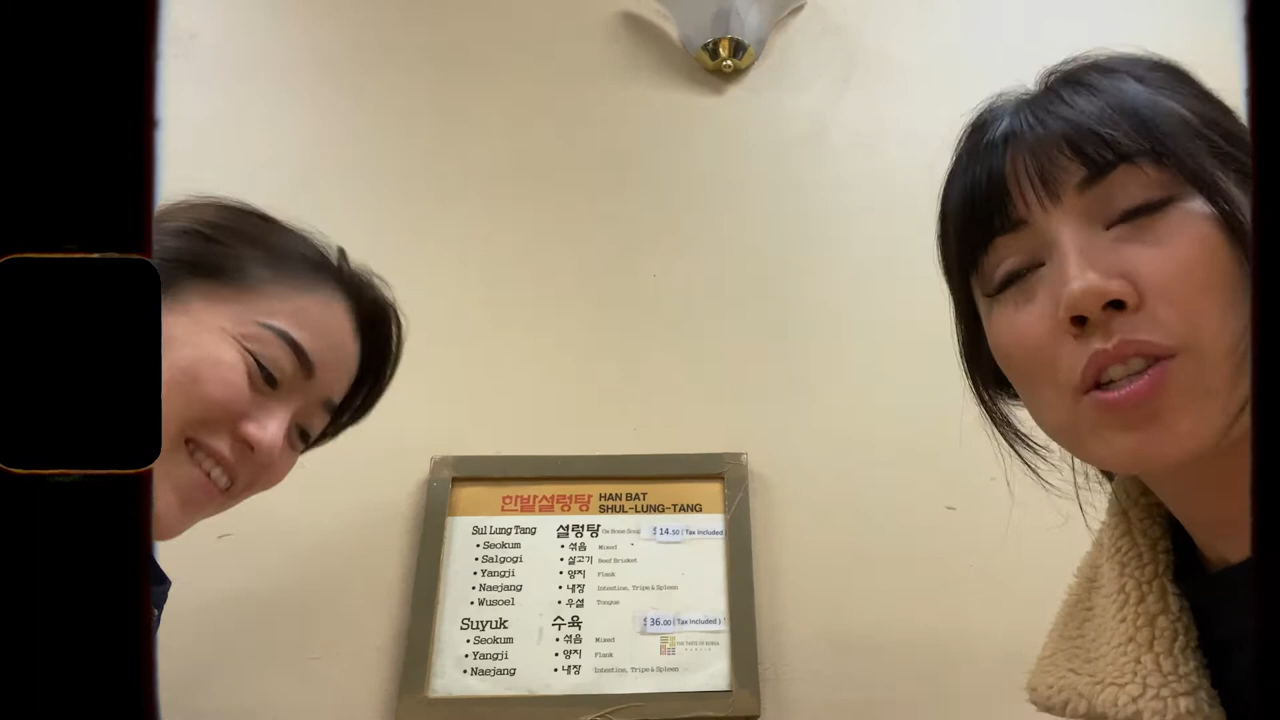 한밭설렁탕 HAN BAT SHUL-LUNG-TANG
Sul Lung Tang 설렁탕 Ox Bone Soup $14.50 ( Tax Included )
• Seokum • 섞음 Mixed
• Salgogi • 살고기 Beef Brisket
• Yangji • 양지 Flank
• Naejang • 내장 Intestine, Tripe & Spleen
• Wusoel • 우설 Tongue
Suyuk 수육 $36.00 ( Tax Included )
• Seokum • 섞음 Mixed
• Yangji • 양지 Flank
• Naejang • 내장 Intestine, Tripe & Spleen
THE TASTE OF KOREA